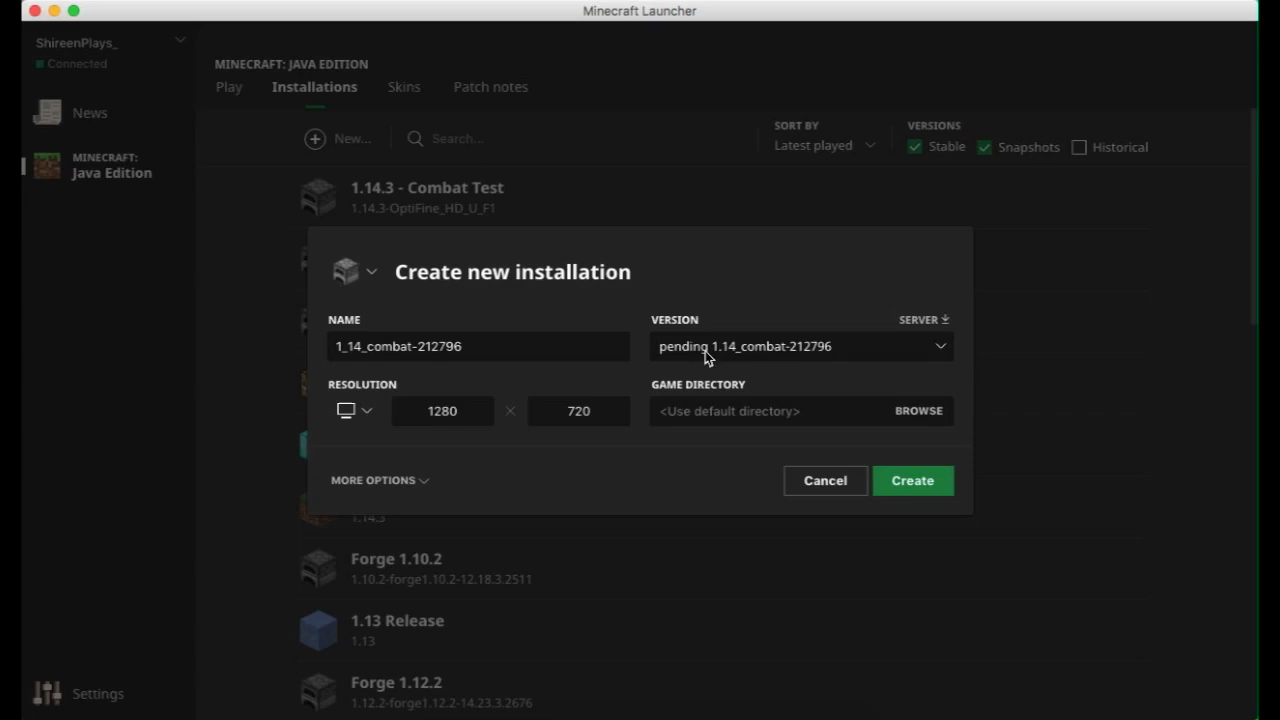 Minecraft Launcher
ShireenPlays_
Connected
News
MINECRAFT:
Java Edition
Settings
MINECRAFT: JAVA EDITION
Play Installations Skins Patch notes
New... Search...
SORT BY
Latest played
VERSIONS
Stable Snapshots Historical
1.14.3 - Combat Test
1.14.3-OptiFine_HD_U_F1
Create new installation
NAME
1_14_combat-212796
VERSION SERVER
pending 1.14_combat-212796
RESOLUTION
1280 × 720
GAME DIRECTORY
<Use default directory> BROWSE
MORE OPTIONS
Cancel Create
1.14.3
Forge 1.10.2
1.10.2-forge1.10.2-12.18.3.2511
1.13 Release
1.13
Forge 1.12.2
1.12.2-forge1.12.2-14.23.3.2676